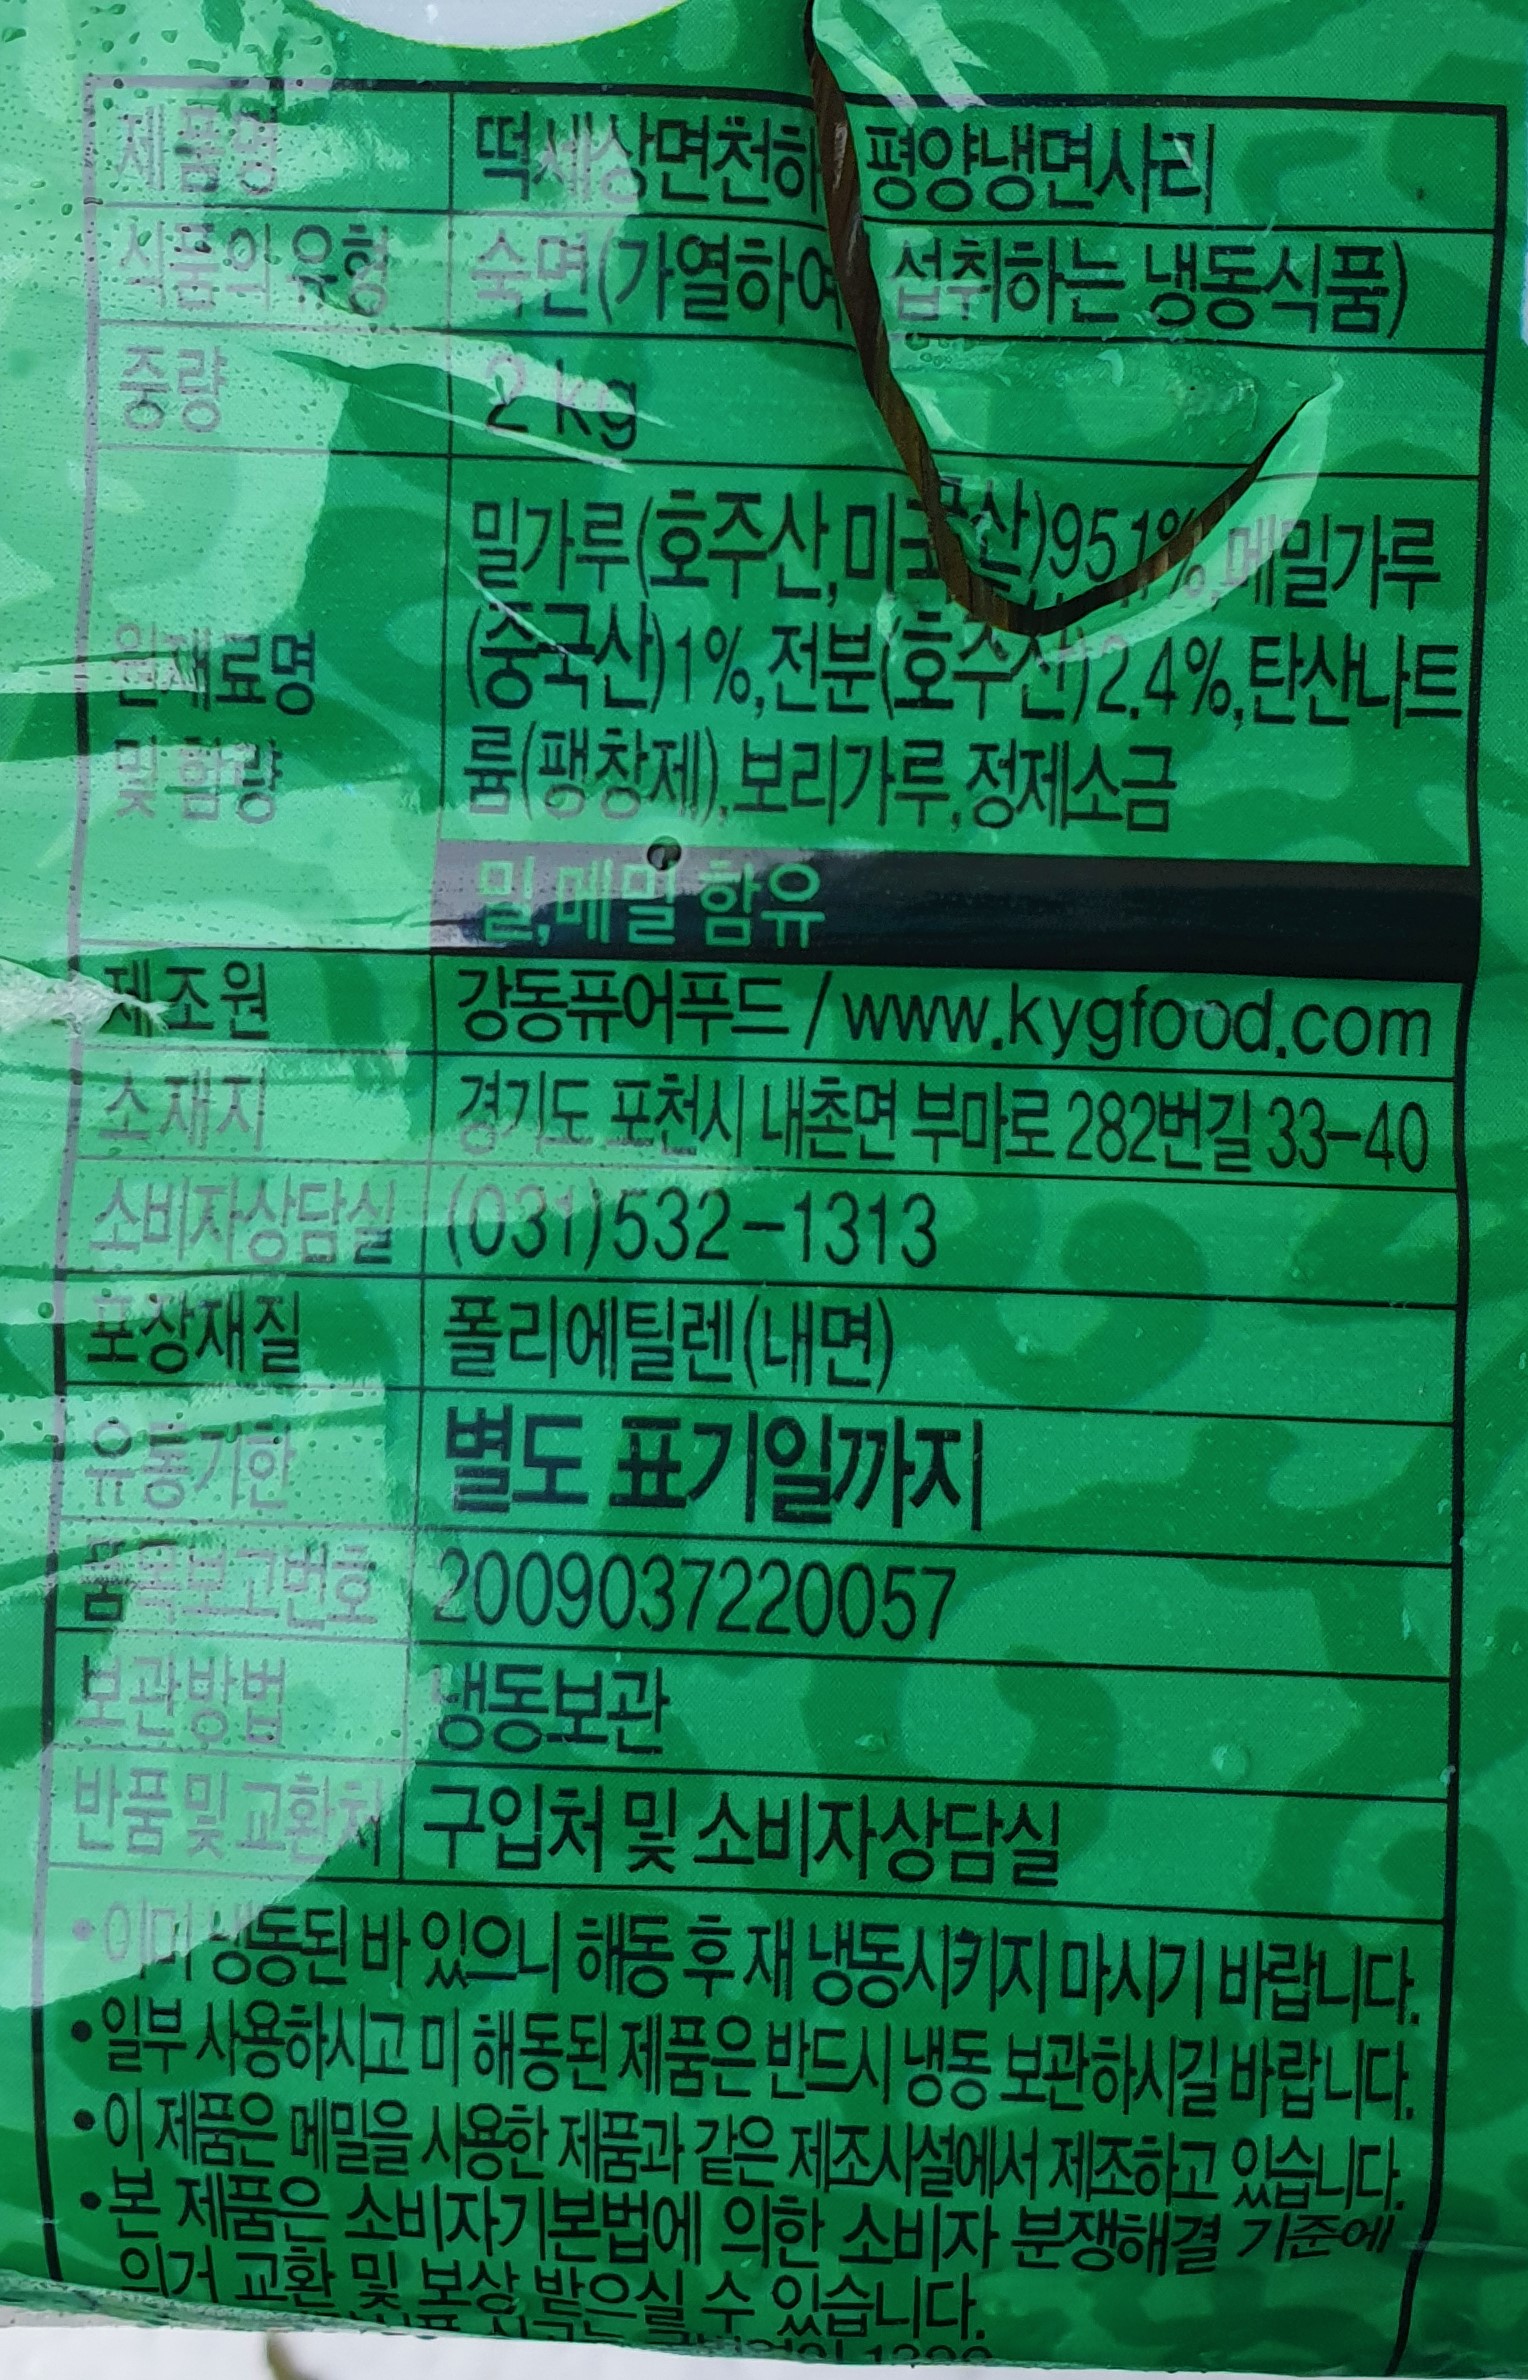 제품명 떡세상면천하 평양냉면사리
식품의 유형 숙면(가열하여 섭취하는 냉동식품)
중량 2kg
밀가루(호주산,미국산)95.1%,메밀가루
원재료명 (중국산)1%,전분(호주산)2.4%,탄산나트
및 함량 륨(팽창제),보리가루,정제소금
밀,메밀 함유
제조원 강동퓨어푸드/www.kygfood.com
소재지 경기도 포천시 내촌면 부마로 282번길 33-40
소비자상담실 (031)532-1313
포장재질 폴리에틸렌(내면)
유통기한 별도 표기일까지
품목보고번호 2009037220057
보관방법 냉동보관
반품 및 교환처 구입처 및 소비자상담실
•이미 냉동된 바 있으니 해동 후 재 냉동시키지 마시기 바랍니다.
•일부 사용하시고 미 해동된 제품은 반드시 냉동 보관하시길 바랍니다.
•이 제품은 메밀을 사용한 제품과 같은 제조시설에서 제조하고 있습니다.
•본 제품은 소비자기본법에 의한 소비자 분쟁해결 기준에
의거 교환 및 보상 받으실 수 있습니다.